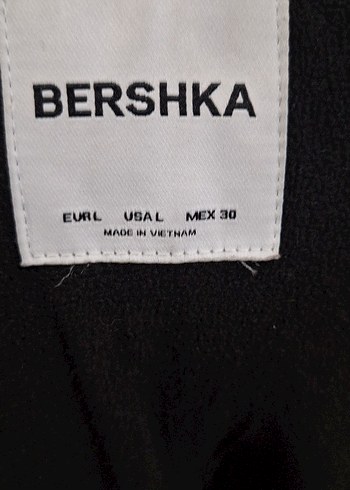 BERSHKA
EUR L USA L MEX 30
MADE IN VIETNAM